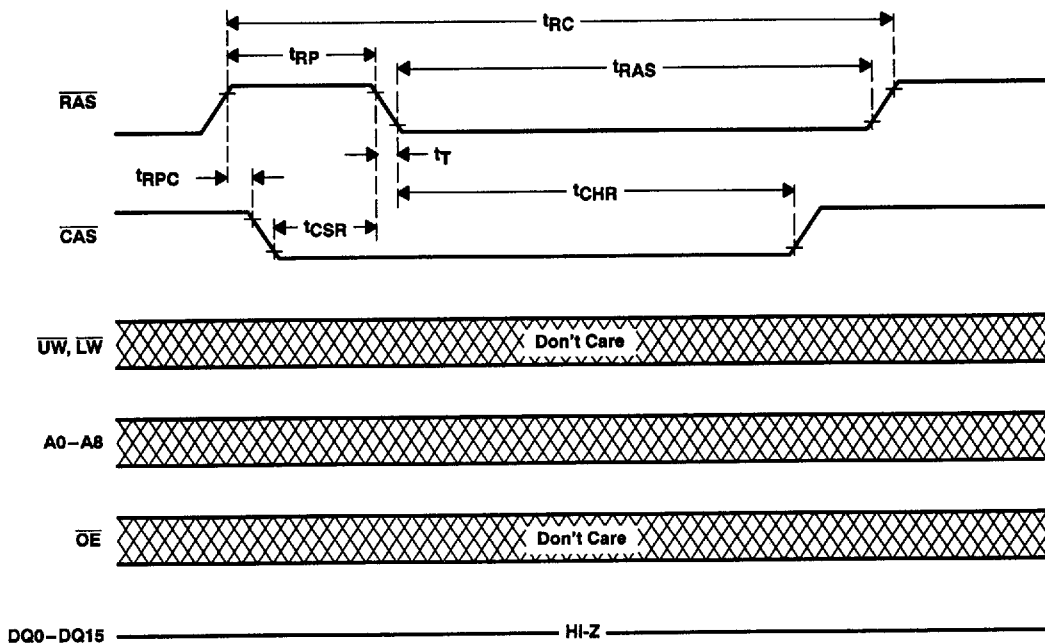 tRC
tRP
tRAS
RAS
tT
tRPC
tCHR
tCSR
CAS
UW, LW
Don't Care
A0–A8
OE
Don't Care
DQ0–DQ15
HI-Z